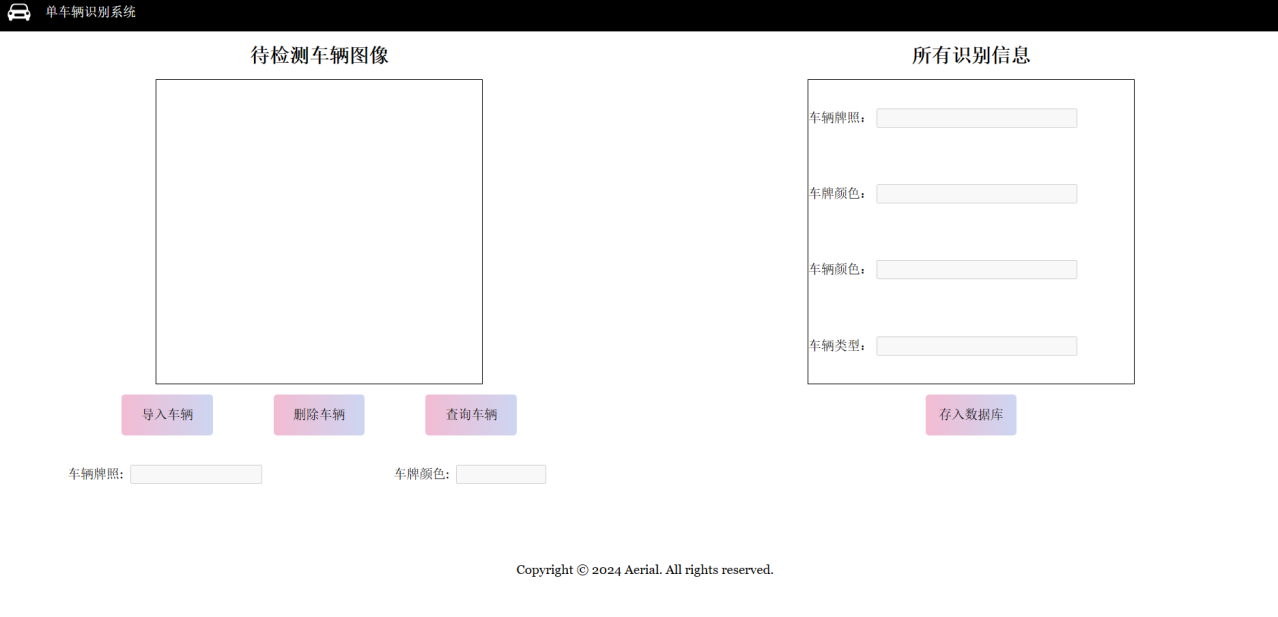 单车辆识别系统
待检测车辆图像
所有识别信息
车辆牌照：
车牌颜色：
车辆颜色：
车辆类型：
导入车辆
删除车辆
查询车辆
存入数据库
车辆牌照:
车牌颜色:
Copyright © 2024 Aerial. All rights reserved.